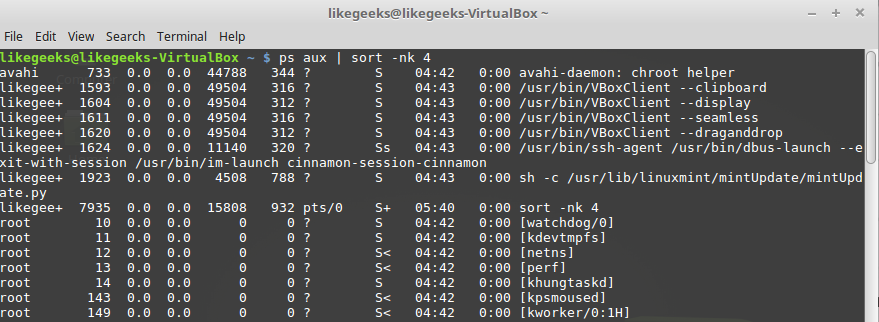 likegeeks@likegeeks-VirtualBox ~
File Edit View Search Terminal Help
likegeeks@likegeeks-VirtualBox ~ $ ps aux | sort -nk 4
avahi 733 0.0 0.0 44788 344 ? S 04:42 0:00 avahi-daemon: chroot helper
likegee+ 1593 0.0 0.0 49504 316 ? S 04:43 0:00 /usr/bin/VBoxClient --clipboard
likegee+ 1604 0.0 0.0 49504 312 ? S 04:43 0:00 /usr/bin/VBoxClient --display
likegee+ 1611 0.0 0.0 49504 316 ? S 04:43 0:00 /usr/bin/VBoxClient --seamless
likegee+ 1620 0.0 0.0 49504 312 ? S 04:43 0:00 /usr/bin/VBoxClient --draganddrop
likegee+ 1624 0.0 0.0 11140 320 ? Ss 04:43 0:00 /usr/bin/ssh-agent /usr/bin/dbus-launch --e
xit-with-session /usr/bin/im-launch cinnamon-session-cinnamon
likegee+ 1923 0.0 0.0 4508 788 ? S 04:43 0:00 sh -c /usr/lib/linuxmint/mintUpdate/mintUpd
ate.py
likegee+ 7935 0.0 0.0 15808 932 pts/0 S+ 05:40 0:00 sort -nk 4
root 10 0.0 0.0 0 0 ? S 04:42 0:00 [watchdog/0]
root 11 0.0 0.0 0 0 ? S 04:42 0:00 [kdevtmpfs]
root 12 0.0 0.0 0 0 ? S< 04:42 0:00 [netns]
root 13 0.0 0.0 0 0 ? S< 04:42 0:00 [perf]
root 14 0.0 0.0 0 0 ? S 04:42 0:00 [khungtaskd]
root 143 0.0 0.0 0 0 ? S< 04:42 0:00 [kpsmoused]
root 149 0.0 0.0 0 0 ? S< 04:42 0:00 [kworker/0:1H]